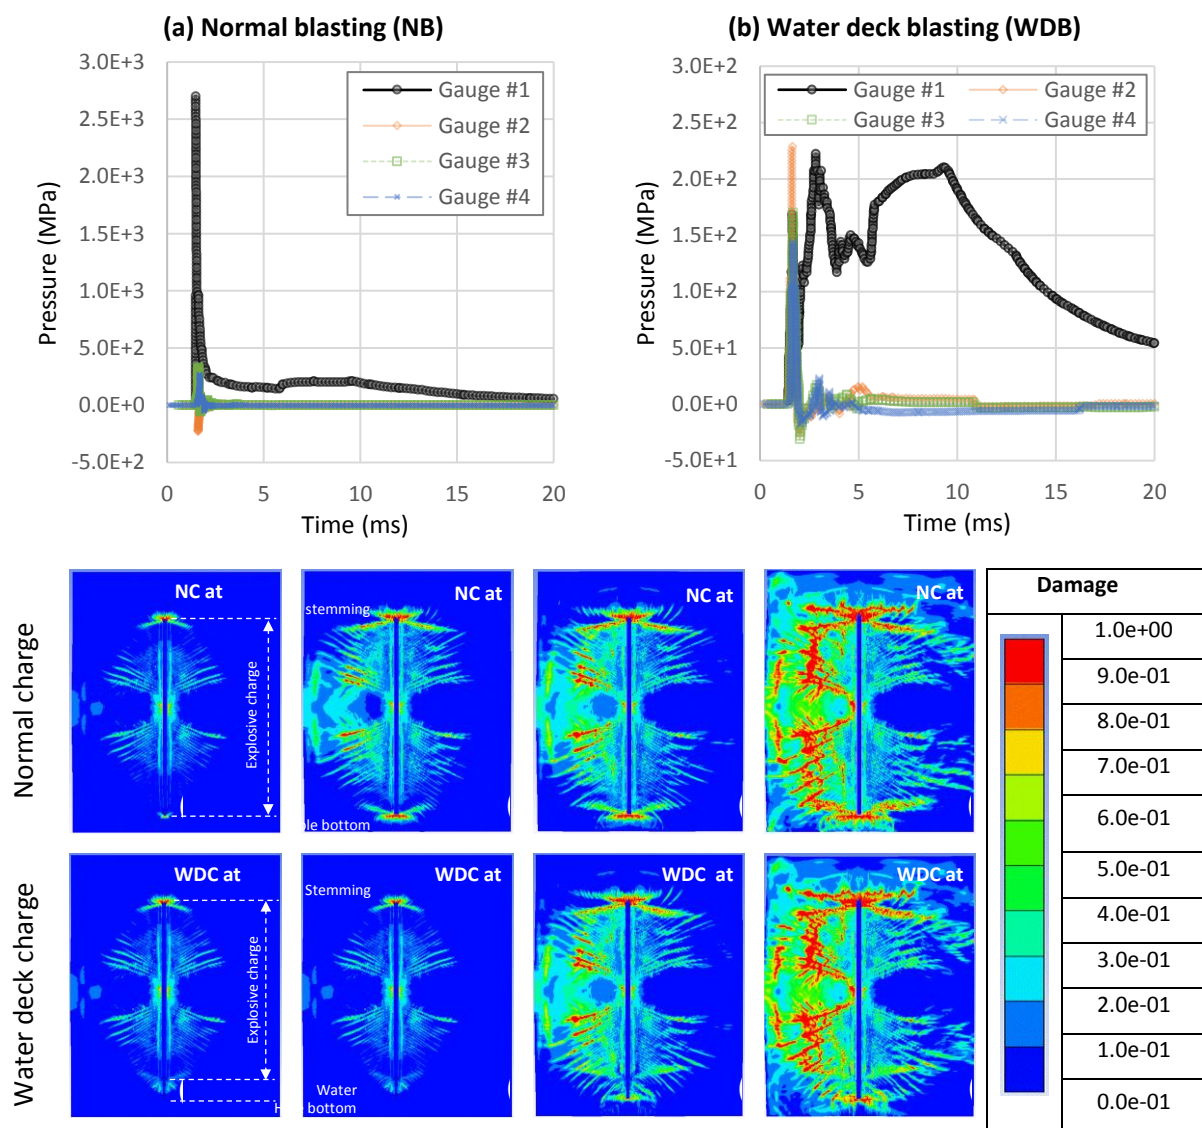 (a) Normal blasting (NB)
3.0E+3
2.5E+3
2.0E+3
1.5E+3
1.0E+3
5.0E+2
0.0E+0
-5.0E+2
Pressure (MPa)
Gauge #1
Gauge #2
Gauge #3
Gauge #4
0 5 10 15 20
Time (ms)
(b) Water deck blasting (WDB)
3.0E+2
2.5E+2
2.0E+2
1.5E+2
1.0E+2
5.0E+1
0.0E+0
-5.0E+1
Pressure (MPa)
Gauge #1 Gauge #2
Gauge #3 Gauge #4
0 5 10 15 20
Time (ms)
Normal charge
NC at
Explosive charge
NC at
stemming
ole bottom
NC at
NC at
Water deck charge
WDC at
Explosive charge
H
WDC at
Stemming
Water
bottom
WDC at
WDC at
Damage
1.0e+00
9.0e-01
8.0e-01
7.0e-01
6.0e-01
5.0e-01
4.0e-01
3.0e-01
2.0e-01
1.0e-01
0.0e-01